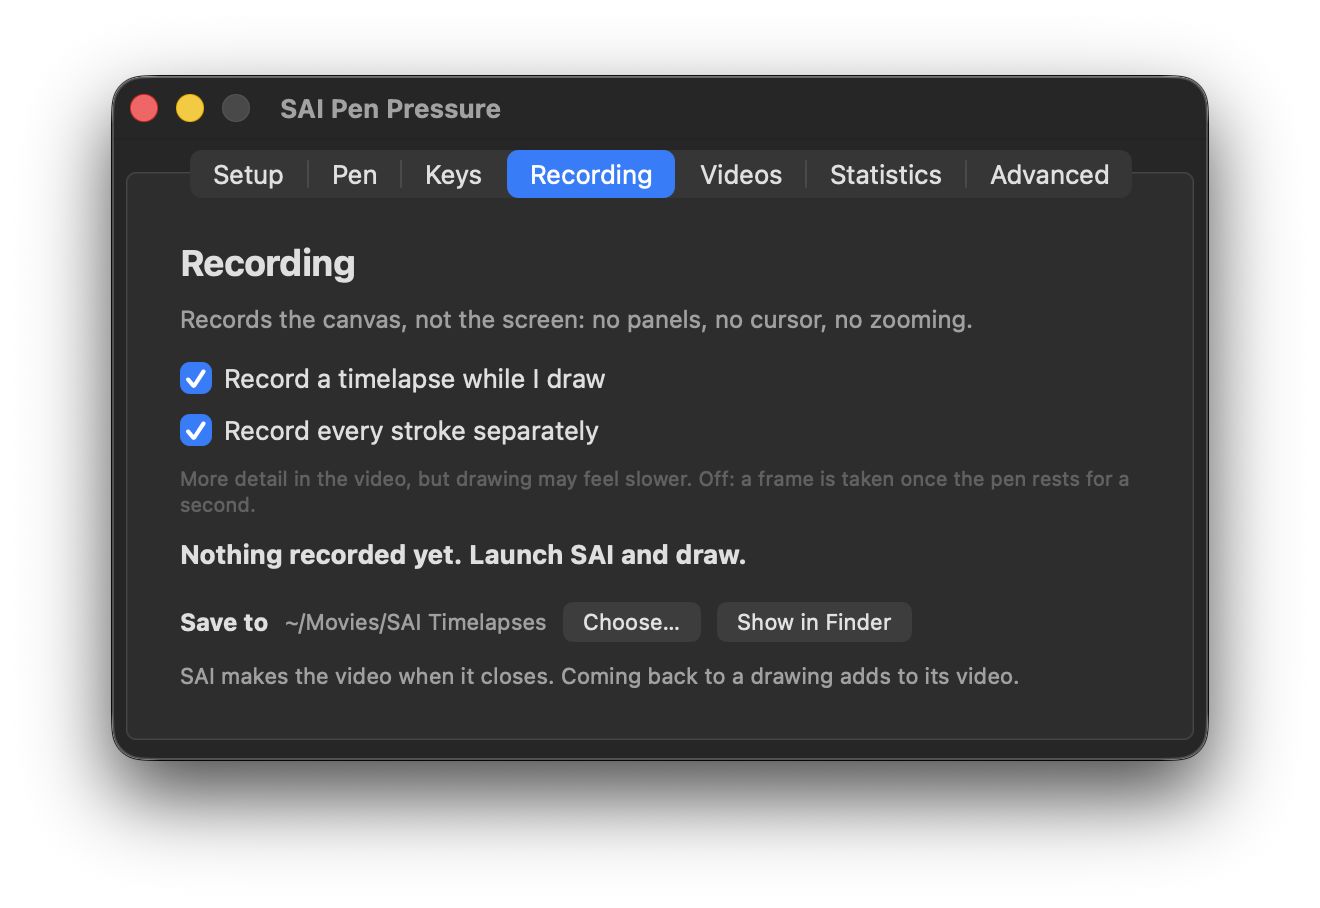 SAI Pen Pressure
Setup Pen Keys Recording Videos Statistics Advanced
Recording
Records the canvas, not the screen: no panels, no cursor, no zooming.
Record a timelapse while I draw
Record every stroke separately
More detail in the video, but drawing may feel slower. Off: a frame is taken once the pen rests for a
second.
Nothing recorded yet. Launch SAI and draw.
Save to ~/Movies/SAI Timelapses Choose... Show in Finder
SAI makes the video when it closes. Coming back to a drawing adds to its video.